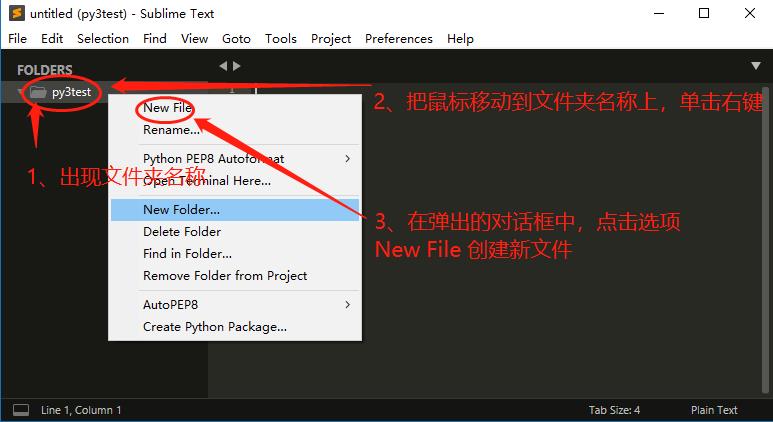 untitled (py3test) - Sublime Text
File Edit Selection Find View Goto Tools Project Preferences Help
FOLDERS
py3test
1
2、把鼠标移动到文件夹名称上，单击右键
New File
Rename...
1、出现文件夹名称
Python PEP8 Autoformat
Open Terminal Here...
New Folder...
3、在弹出的对话框中，点击选项
New File 创建新文件
Delete Folder
Find in Folder...
Remove Folder from Project
AutoPEP8
Create Python Package...
Line 1, Column 1
Tab Size: 4
Plain Text